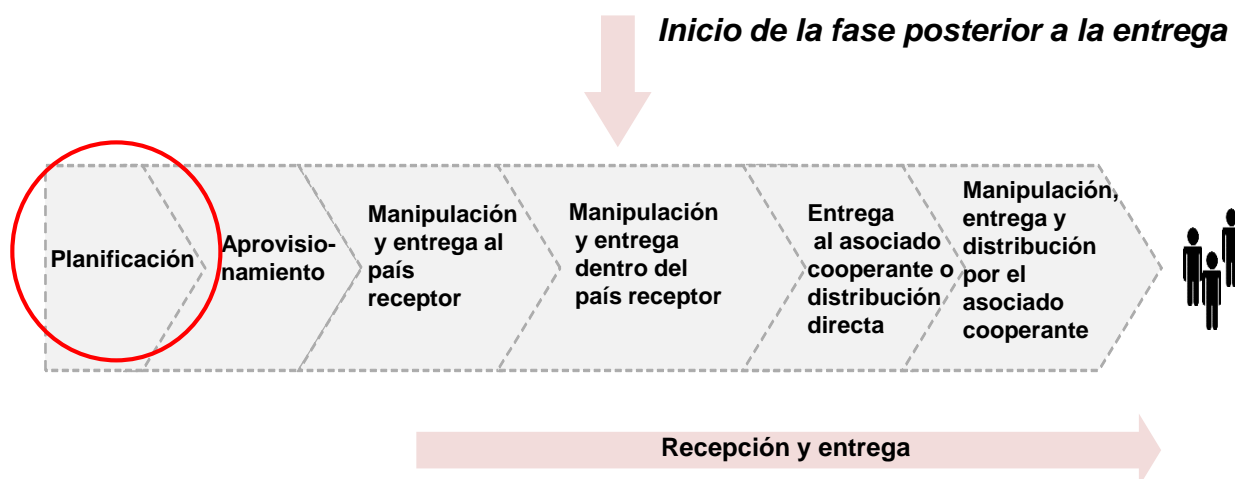 Inicio de la fase posterior a la entrega
Planificación
Aprovisio-
namiento
Manipulación
y entrega al
país
receptor
Manipulación
y entrega
dentro del
país receptor
Entrega
al asociado
cooperante o
distribución
directa
Manipulación,
entrega y
distribución
por el
asociado
cooperante
Recepción y entrega